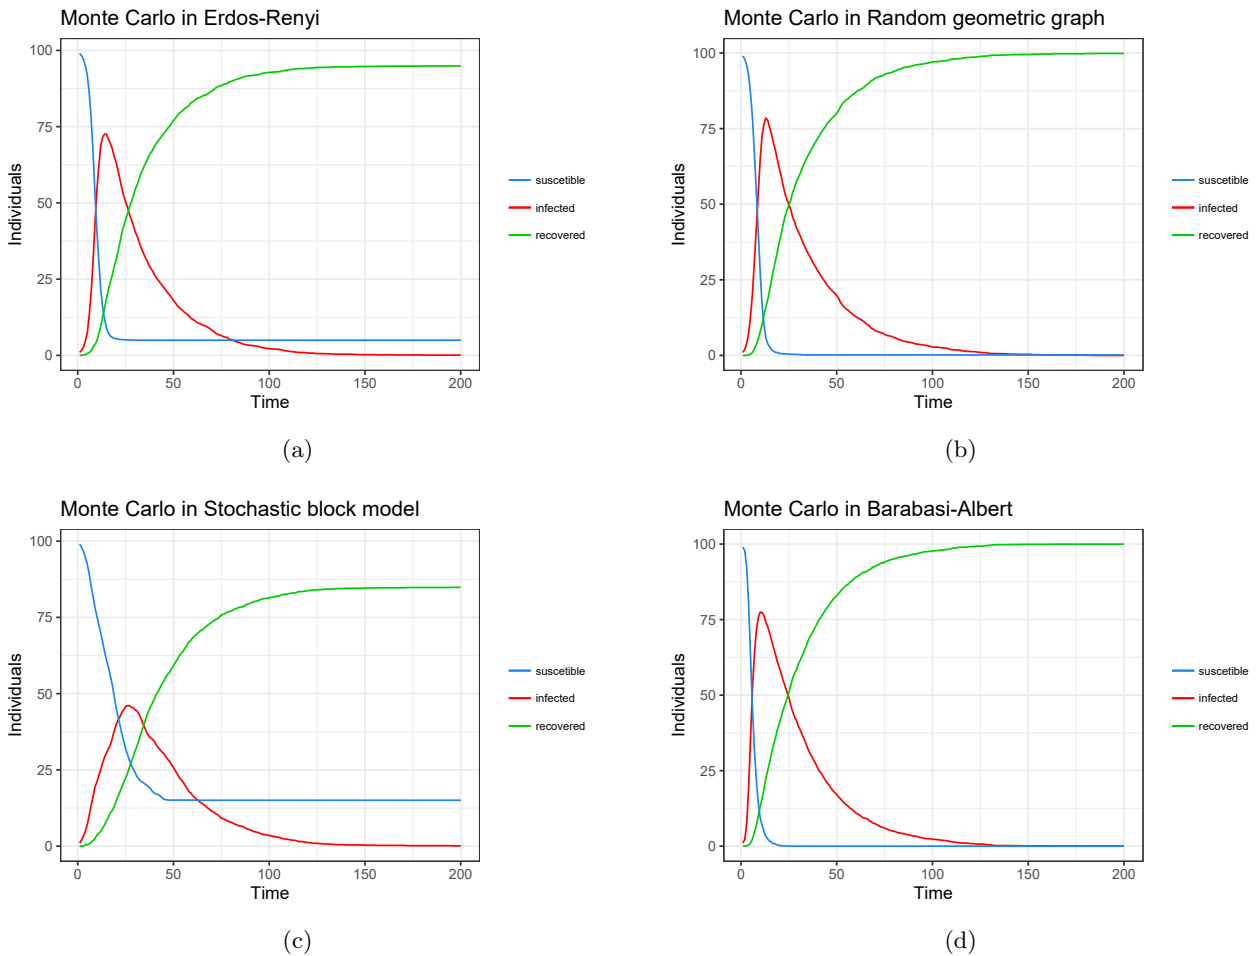 Monte Carlo in Erdos-Renyi
100
75
50
25
0
Individuals
0 50 100 150 200
Time
suscetible
infected
recovered
(a)
Monte Carlo in Random geometric graph
100
75
50
25
0
Individuals
0 50 100 150 200
Time
suscetible
infected
recovered
(b)
Monte Carlo in Stochastic block model
100
75
50
25
0
Individuals
0 50 100 150 200
Time
suscetible
infected
recovered
(c)
Monte Carlo in Barabasi-Albert
100
75
50
25
0
Individuals
0 50 100 150 200
Time
suscetible
infected
recovered
(d)